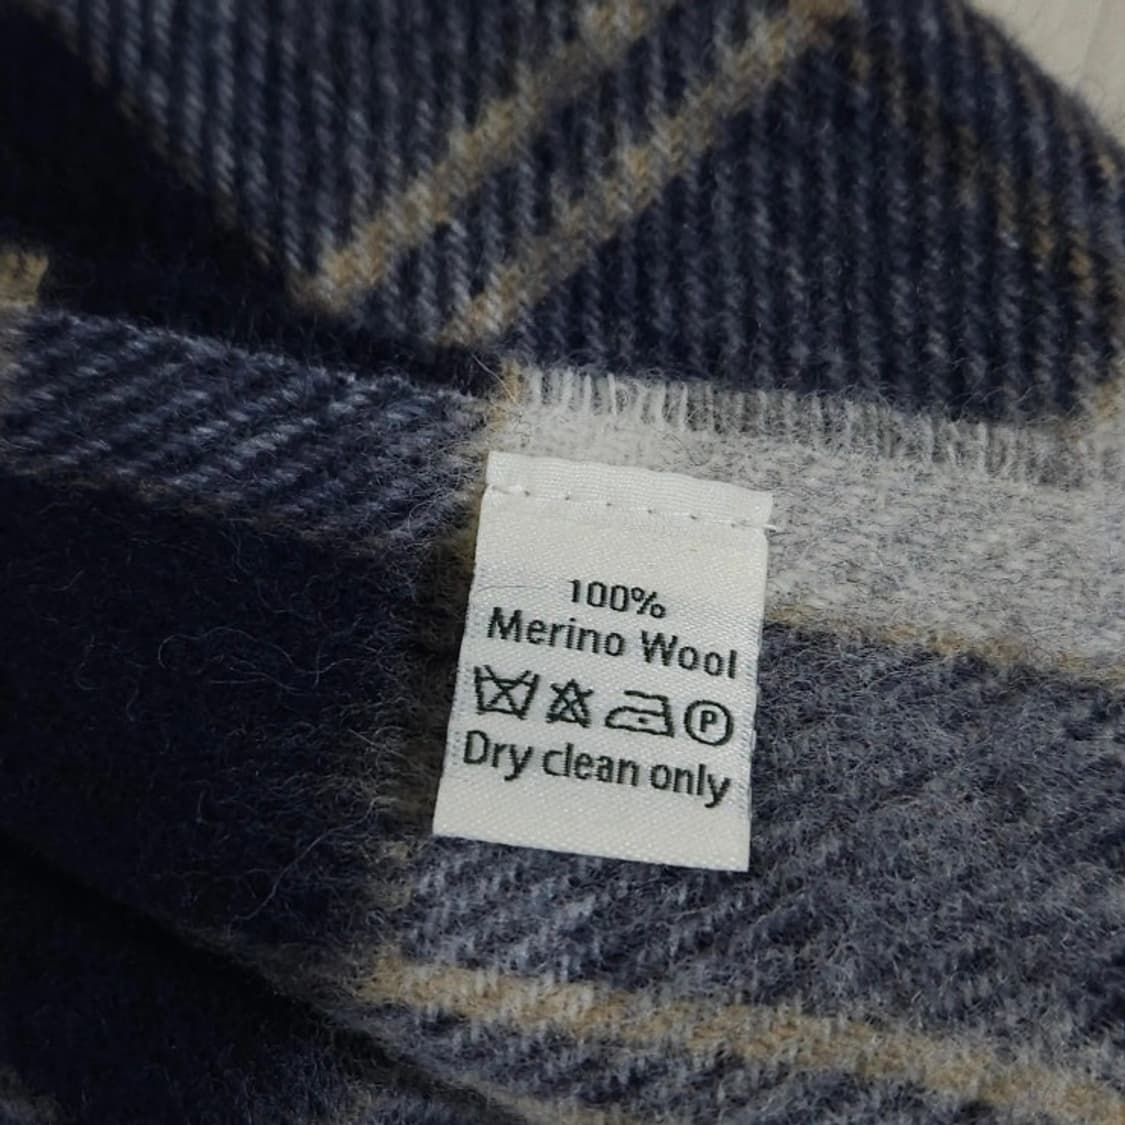 100%
Merino Wool
P
Dry clean only